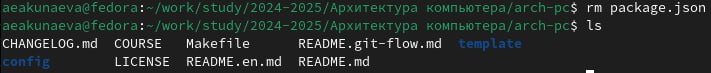 aeakunaeva@fedora:~/work/study/2024-2025/Архитектура компьютера/arch-pc$ rm package.json
aeakunaeva@fedora:~/work/study/2024-2025/Архитектура компьютера/arch-pc$ ls
CHANGELOG.md  COURSE   Makefile      README.git-flow.md  template
config        LICENSE  README.en.md  README.md